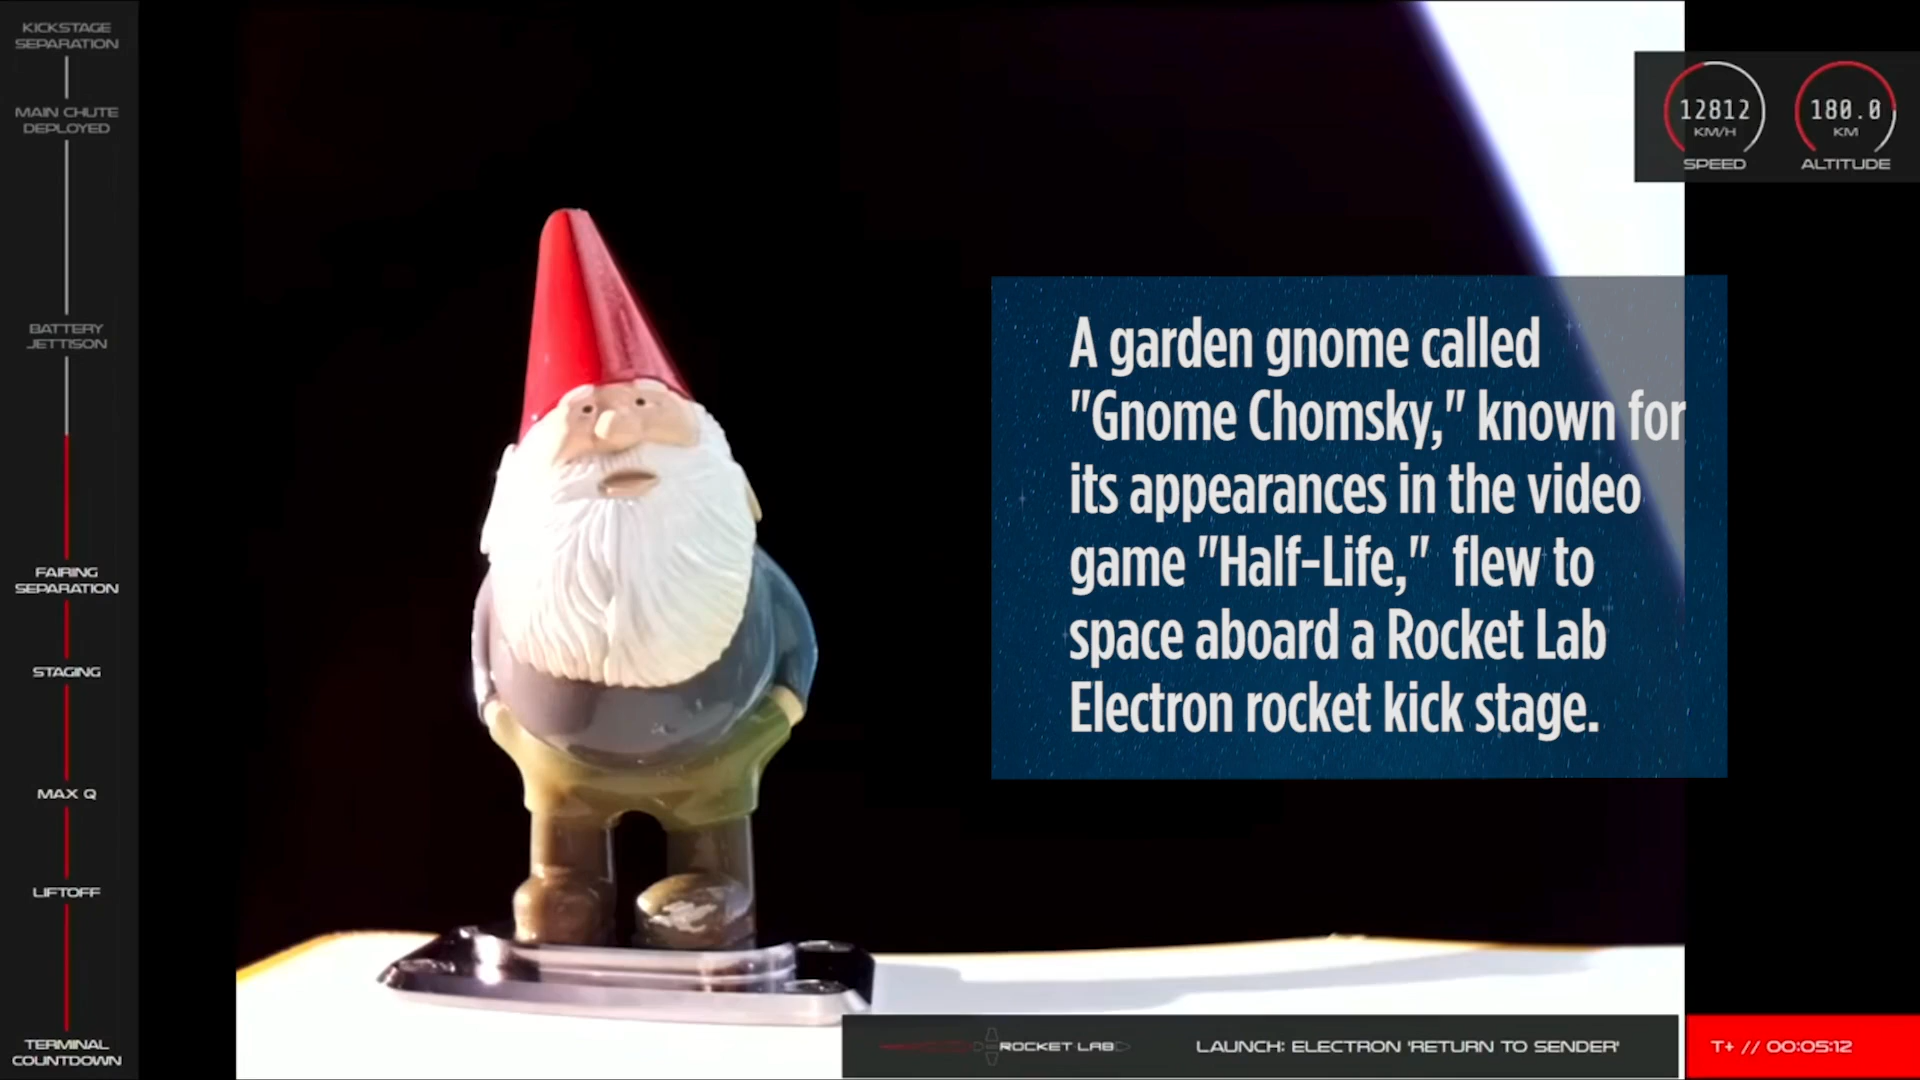 KICKSTAGE
SEPARATION
MAIN CHUTE
DEPLOYED
BATTERY
JETTISON
FAIRING
SEPARATION
STAGING
MAX Q
LIFTOFF
TERMINAL
COUNTDOWN
12812
KM/H
SPEED
180.0
KM
ALTITUDE
A garden gnome called
"Gnome Chomsky," known for
its appearances in the video
game "Half-Life," flew to
space aboard a Rocket Lab
Electron rocket kick stage.
ROCKET LAB
LAUNCH: ELECTRON 'RETURN TO SENDER'
T+ // 00:05:12